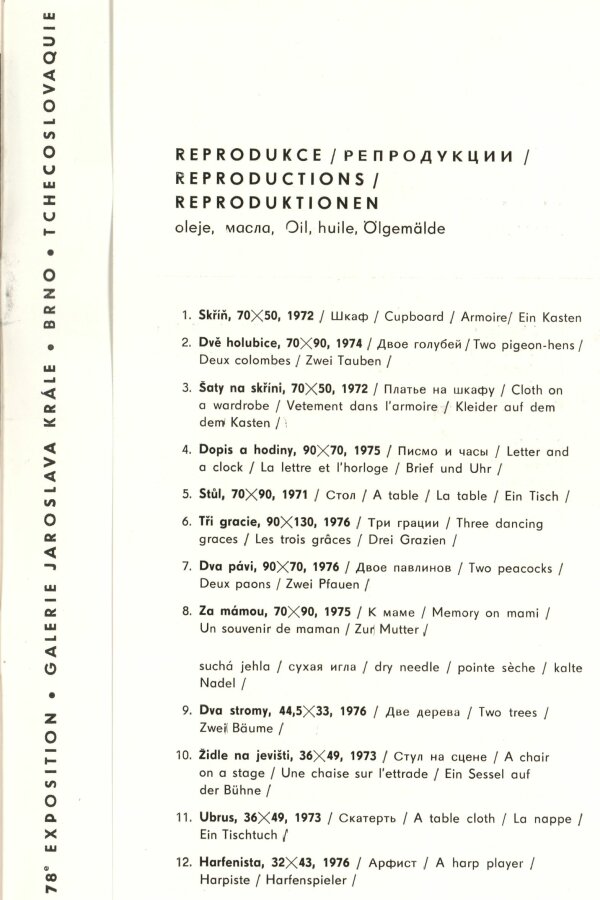 78e EXPOSITION • GALERIE JAROSLAVA KRÁLE • BRNO • TCHECOSLOVAQUIE
REPRODUKCE / РЕПРОДУКЦИИ /
REPRODUCTIONS /
REPRODUKTIONEN
oleje, масла, Oil, huile, Ölgemälde
1. Skříň, 70×50, 1972 / Шкаф / Cupboard / Armoire/ Ein Kasten
2. Dvě holubice, 70×90, 1974 / Двое голубей / Two pigeon-hens /
Deux colombes / Zwei Tauben /
3. Šaty na skříni, 70×50, 1972 / Платье на шкафу / Cloth on
a wardrobe / Vetement dans l'armoire / Kleider auf dem
dem Kasten /
4. Dopis a hodiny, 90×70, 1975 / Писмо и часы / Letter and
a clock / La lettre et l'horloge / Brief und Uhr /
5. Stůl, 70×90, 1971 / Стол / A table / La table / Ein Tisch /
6. Tři gracie, 90×130, 1976 / Три грации / Three dancing
graces / Les trois grâces / Drei Grazien /
7. Dva pávi, 90×70, 1976 / Двое павлинов / Two peacocks /
Deux paons / Zwei Pfauen /
8. Za mámou, 70×90, 1975 / К маме / Memory on mami /
Un souvenir de maman / Zur Mutter /
suchá jehla / сухая игла / dry needle / pointe sèche / kalte
Nadel /
9. Dva stromy, 44,5×33, 1976 / Две дерева / Two trees /
Zwei Bäume /
10. Židle na jevišti, 36×49, 1973 / Стул на сцене / A chair
on a stage / Une chaise sur l'ettrade / Ein Sessel auf
der Bühne /
11. Ubrus, 36×49, 1973 / Скатерть / A table cloth / La nappe /
Ein Tischtuch /
12. Harfenista, 32×43, 1976 / Арфист / A harp player /
Harpiste / Harfenspieler /